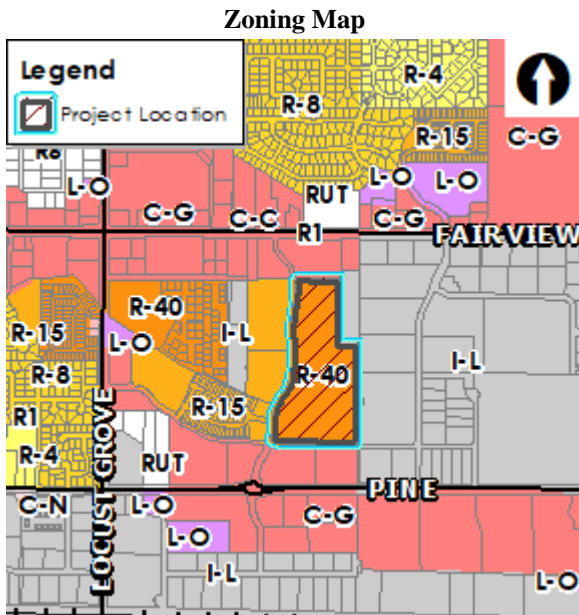 Zoning Map
Legend
Project Location
R-4
R-8
R-15
C-G
R8
L-O
L-O
L-O
RUT
C-G
C-C
C-G
R1
FAIRVIEW
R-40
R-15
L-O
I-L
I-L
R-8
R-40
R1
R-15
R-4
RUT
LOCUST GROVE
PINE
C-N
L-O
C-G
L-O
I-L
L-O